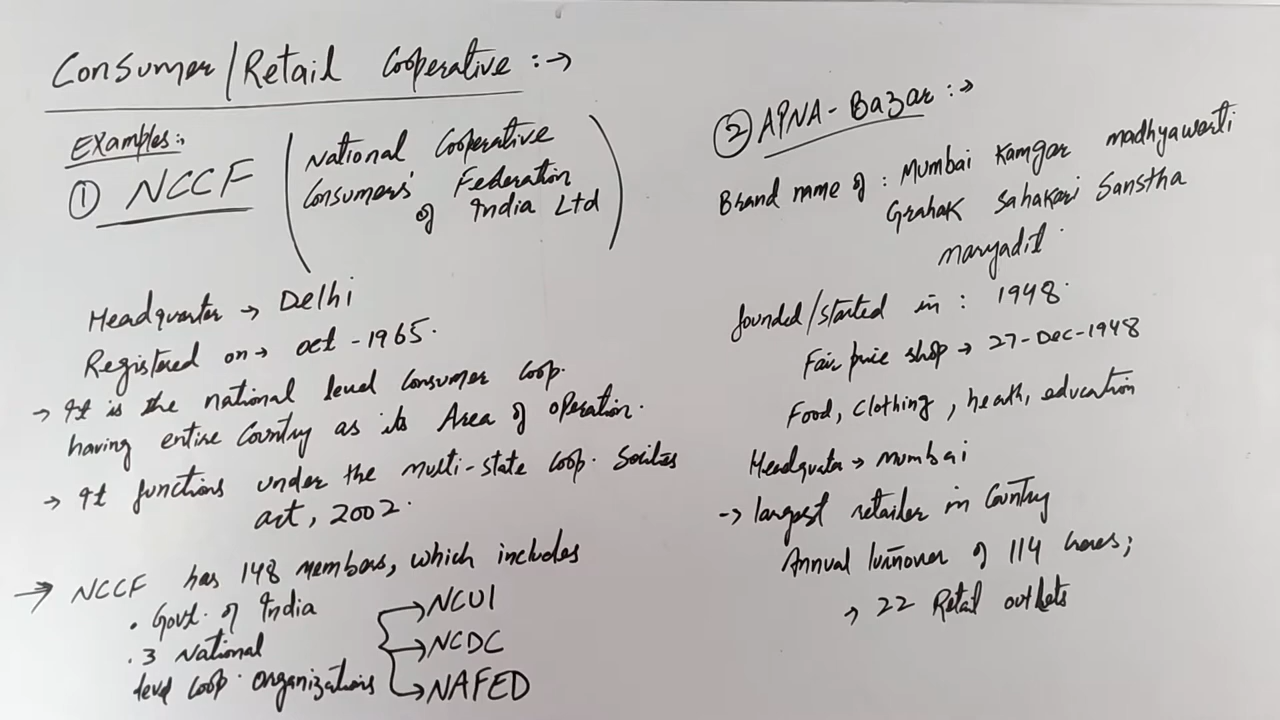 Consumer/Retail Cooperative :→
Examples:
① NCCF
(National Cooperative
Consumers' Federation
of India Ltd)
Headquarter → Delhi
Registered on → oct - 1965.
→ It is the national level Consumer Coop.
having entire Country as its Area of operation.
→ It functions under the multi-state Coop. Societies
act, 2002.
→ NCCF has 148 members, which includes
. Govt. of India
. 3 National
level Coop. organizations
→ NCUI
→ NCDC
→ NAFED
② APNA - Bazar :→
Brand name of : Mumbai Kamgar madhyawarti
Grahak Sahakari Sanstha
maryadit.
founded/started in : 1948.
Fair price shop → 27-Dec-1948
Food, Clothing, health, education
Headquater → mumbai
→ largest retailer in Country
Annual turnover of 114 crores;
→ 22 Retail outlets